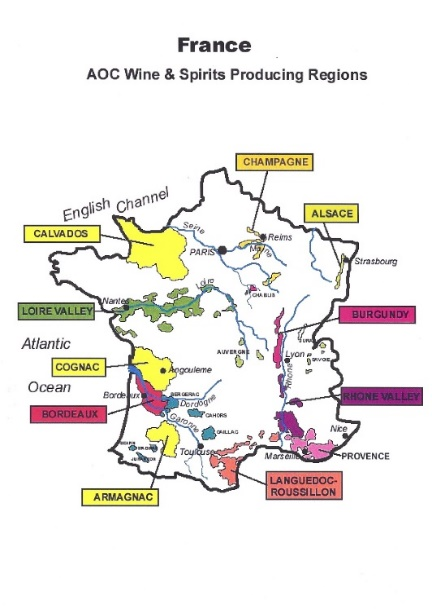 France
AOC Wine & Spirits Producing Regions
CHAMPAGNE
English Channel
ALSACE
CALVADOS
Seine
Reims
PARIS
Marne
Strasbourg
Loire
CHABLIS
Nantes
LOIRE VALLEY
BURGUNDY
Atlantic
Ocean
JURA
AUVERGNE
Lyon
SAVOIE
COGNAC
Angouleme
Rhone
Bordeaux
BERGERAC
Dordogne
RHONE VALLEY
BORDEAUX
CAHORS
Garonne
GAILLAC
Nice
Toulouse
Marseille
PROVENCE
LANGUEDOC-
ROUSSILLON
ARMAGNAC